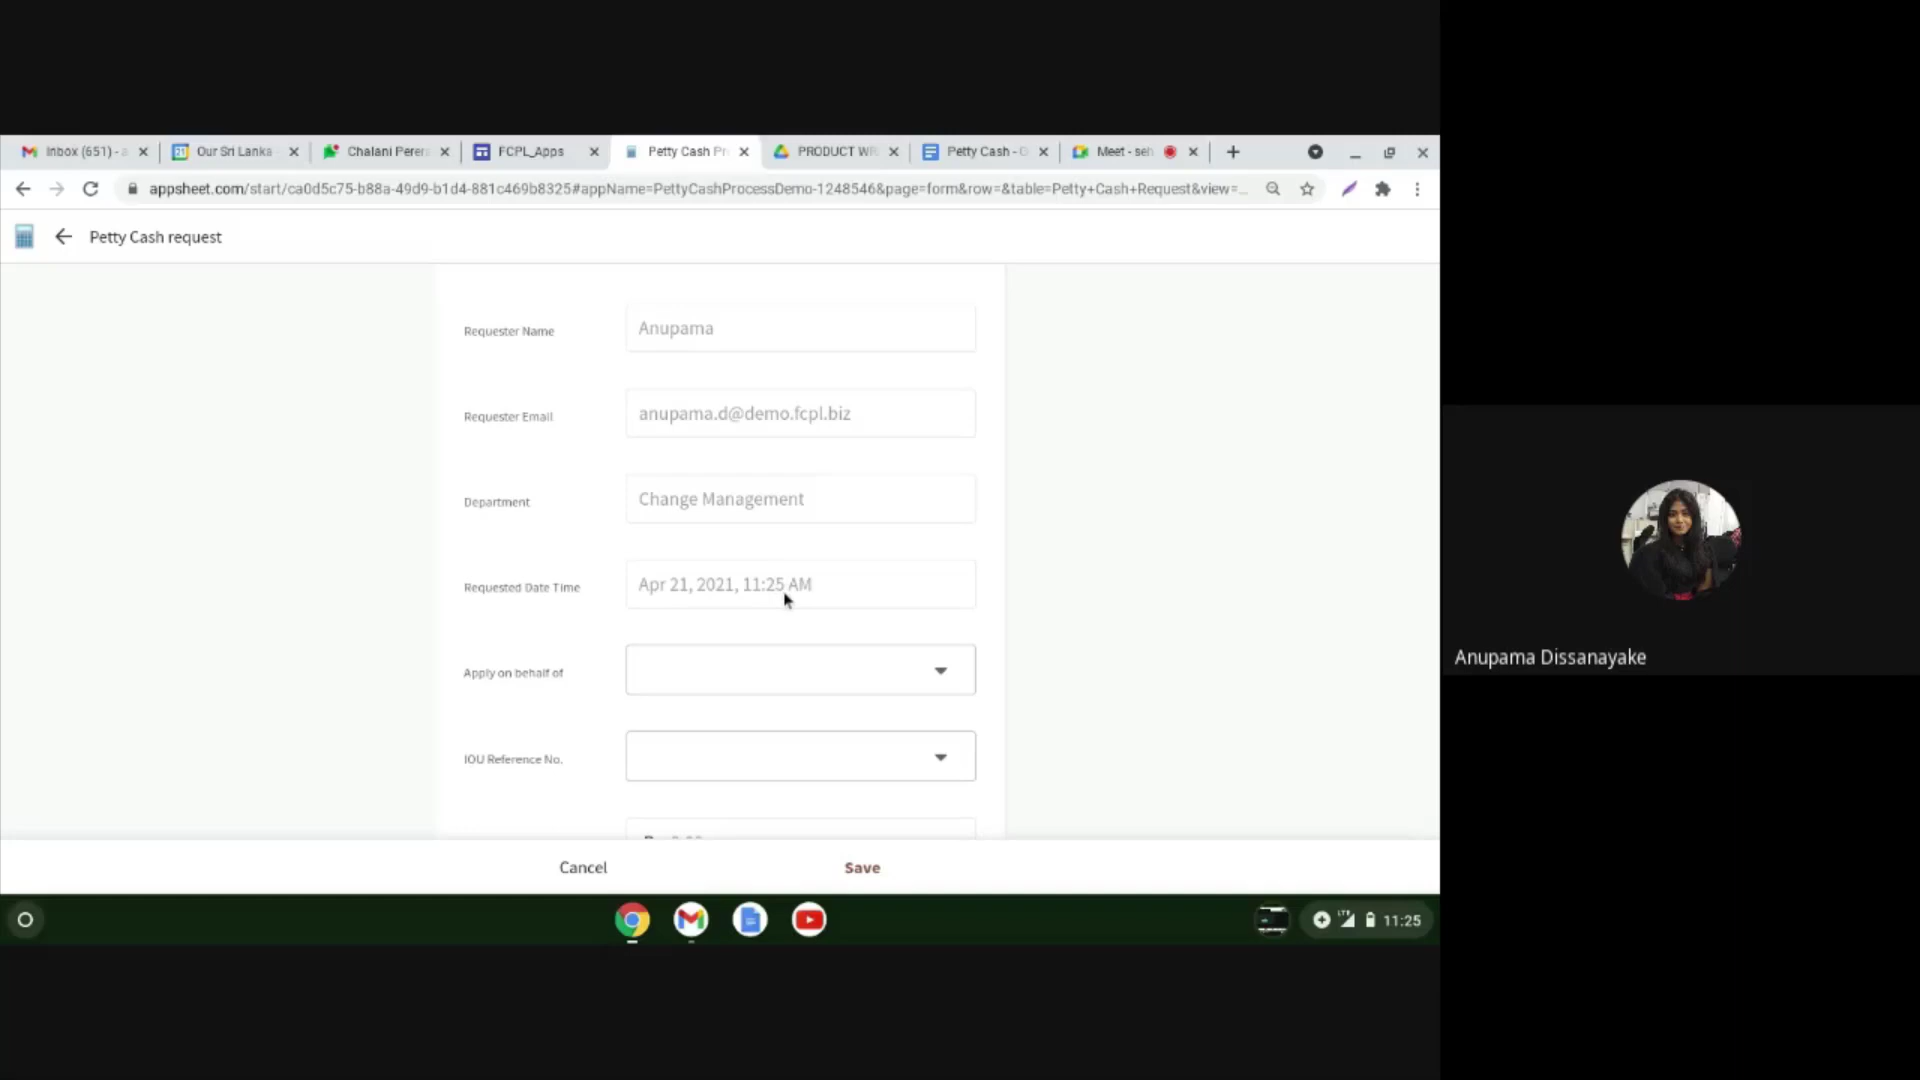 Inbox (651) - a
Our Sri Lanka
Chalani Perera
FCPL_Apps
Petty Cash Pr
PRODUCT WR
Petty Cash - G
Meet - seh
appsheet.com/start/ca0d5c75-b88a-49d9-b1d4-881c469b8325#appName=PettyCashProcessDemo-1248546&page=form&row=&table=Petty+Cash+Request&view=...
Petty Cash request
Requester Name
Anupama
Requester Email
anupama.d@demo.fcpl.biz
Department
Change Management
Requested Date Time
Apr 21, 2021, 11:25 AM
Apply on behalf of
IOU Reference No.
Cancel
Save
LTE
11:25
Anupama Dissanayake